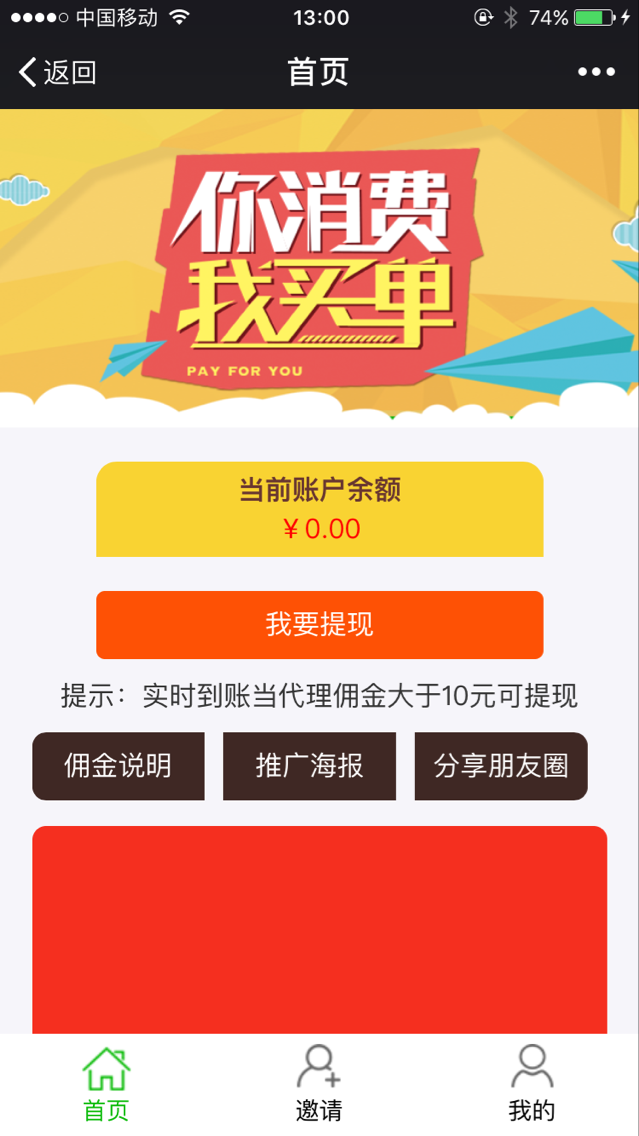 中国移动 13:00 74%
返回 首页
你消费
我买单
PAY FOR YOU
当前账户余额
￥0.00
我要提现
提示：实时到账当代理佣金大于10元可提现
佣金说明 推广海报 分享朋友圈
首页 邀请 我的